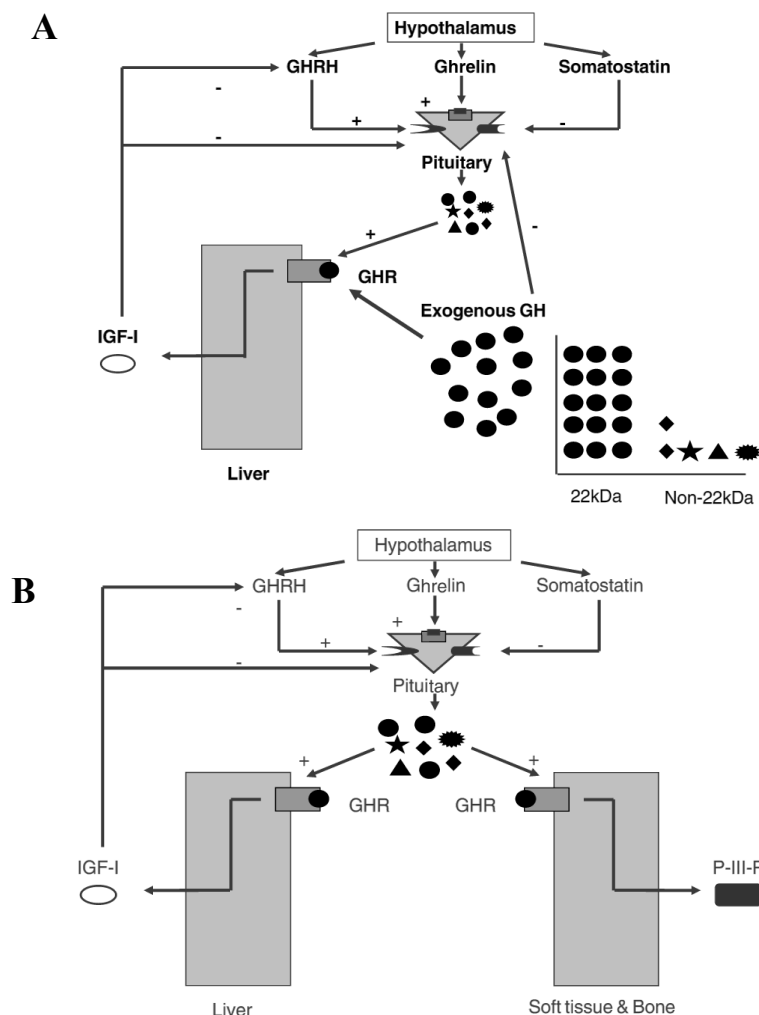 A
Hypothalamus
GHRH Ghrelin Somatostatin
-
+
+ -
-
Pituitary
+
-
GHR
Exogenous GH
IGF-I
Liver
22kDa Non-22kDa
B
Hypothalamus
GHRH Ghrelin Somatostatin
-
+
+ -
-
Pituitary
+ +
GHR GHR
IGF-I P-III-
Liver Soft tissue & Bone